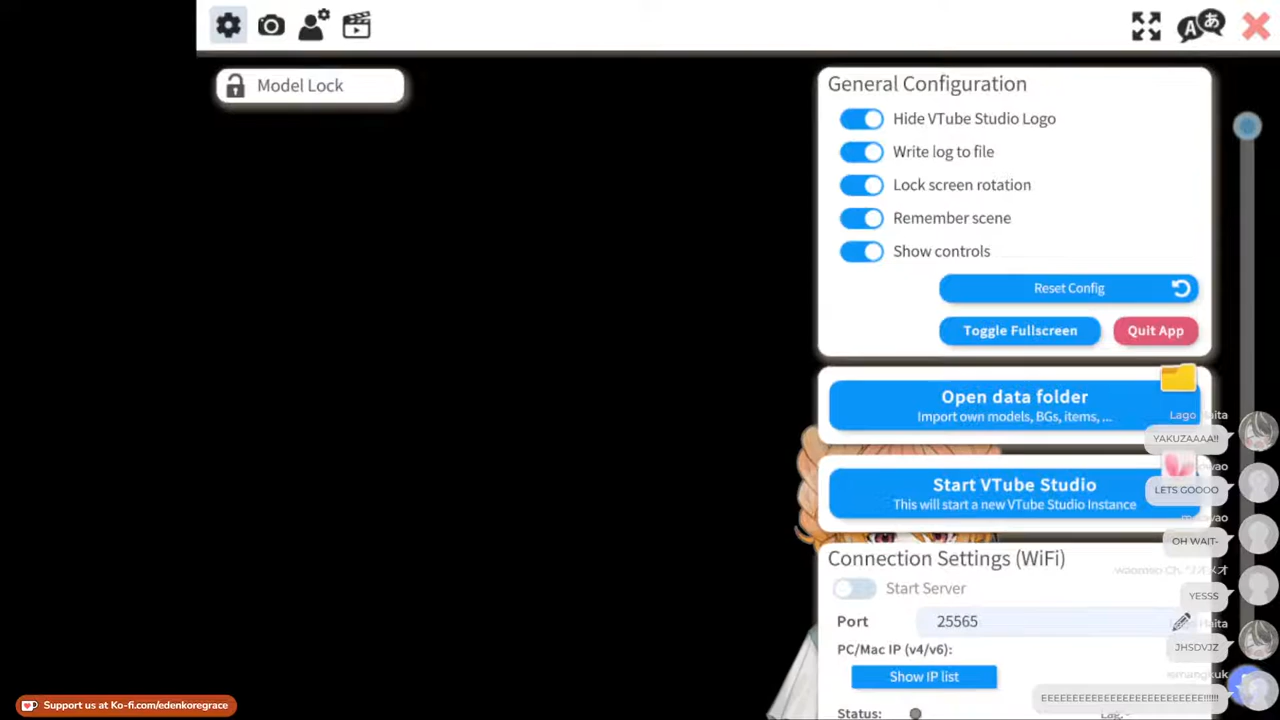 Model Lock
General Configuration
Hide VTube Studio Logo
Write log to file
Lock screen rotation
Remember scene
Show controls
Reset Config
Toggle Fullscreen
Quit App
Open data folder
Import own models, BGs, items, ...
Start VTube Studio
This will start a new VTube Studio Instance
Connection Settings (WiFi)
Start Server
Port
25565
PC/Mac IP (v4/v6):
Show IP list
Status:
Lag:
YAKUZAAAA!!
LETS GOOOO
OH WAIT-
YESSS
JHSDVJZ
Support us at Ko-fi.com/edenkoregrace